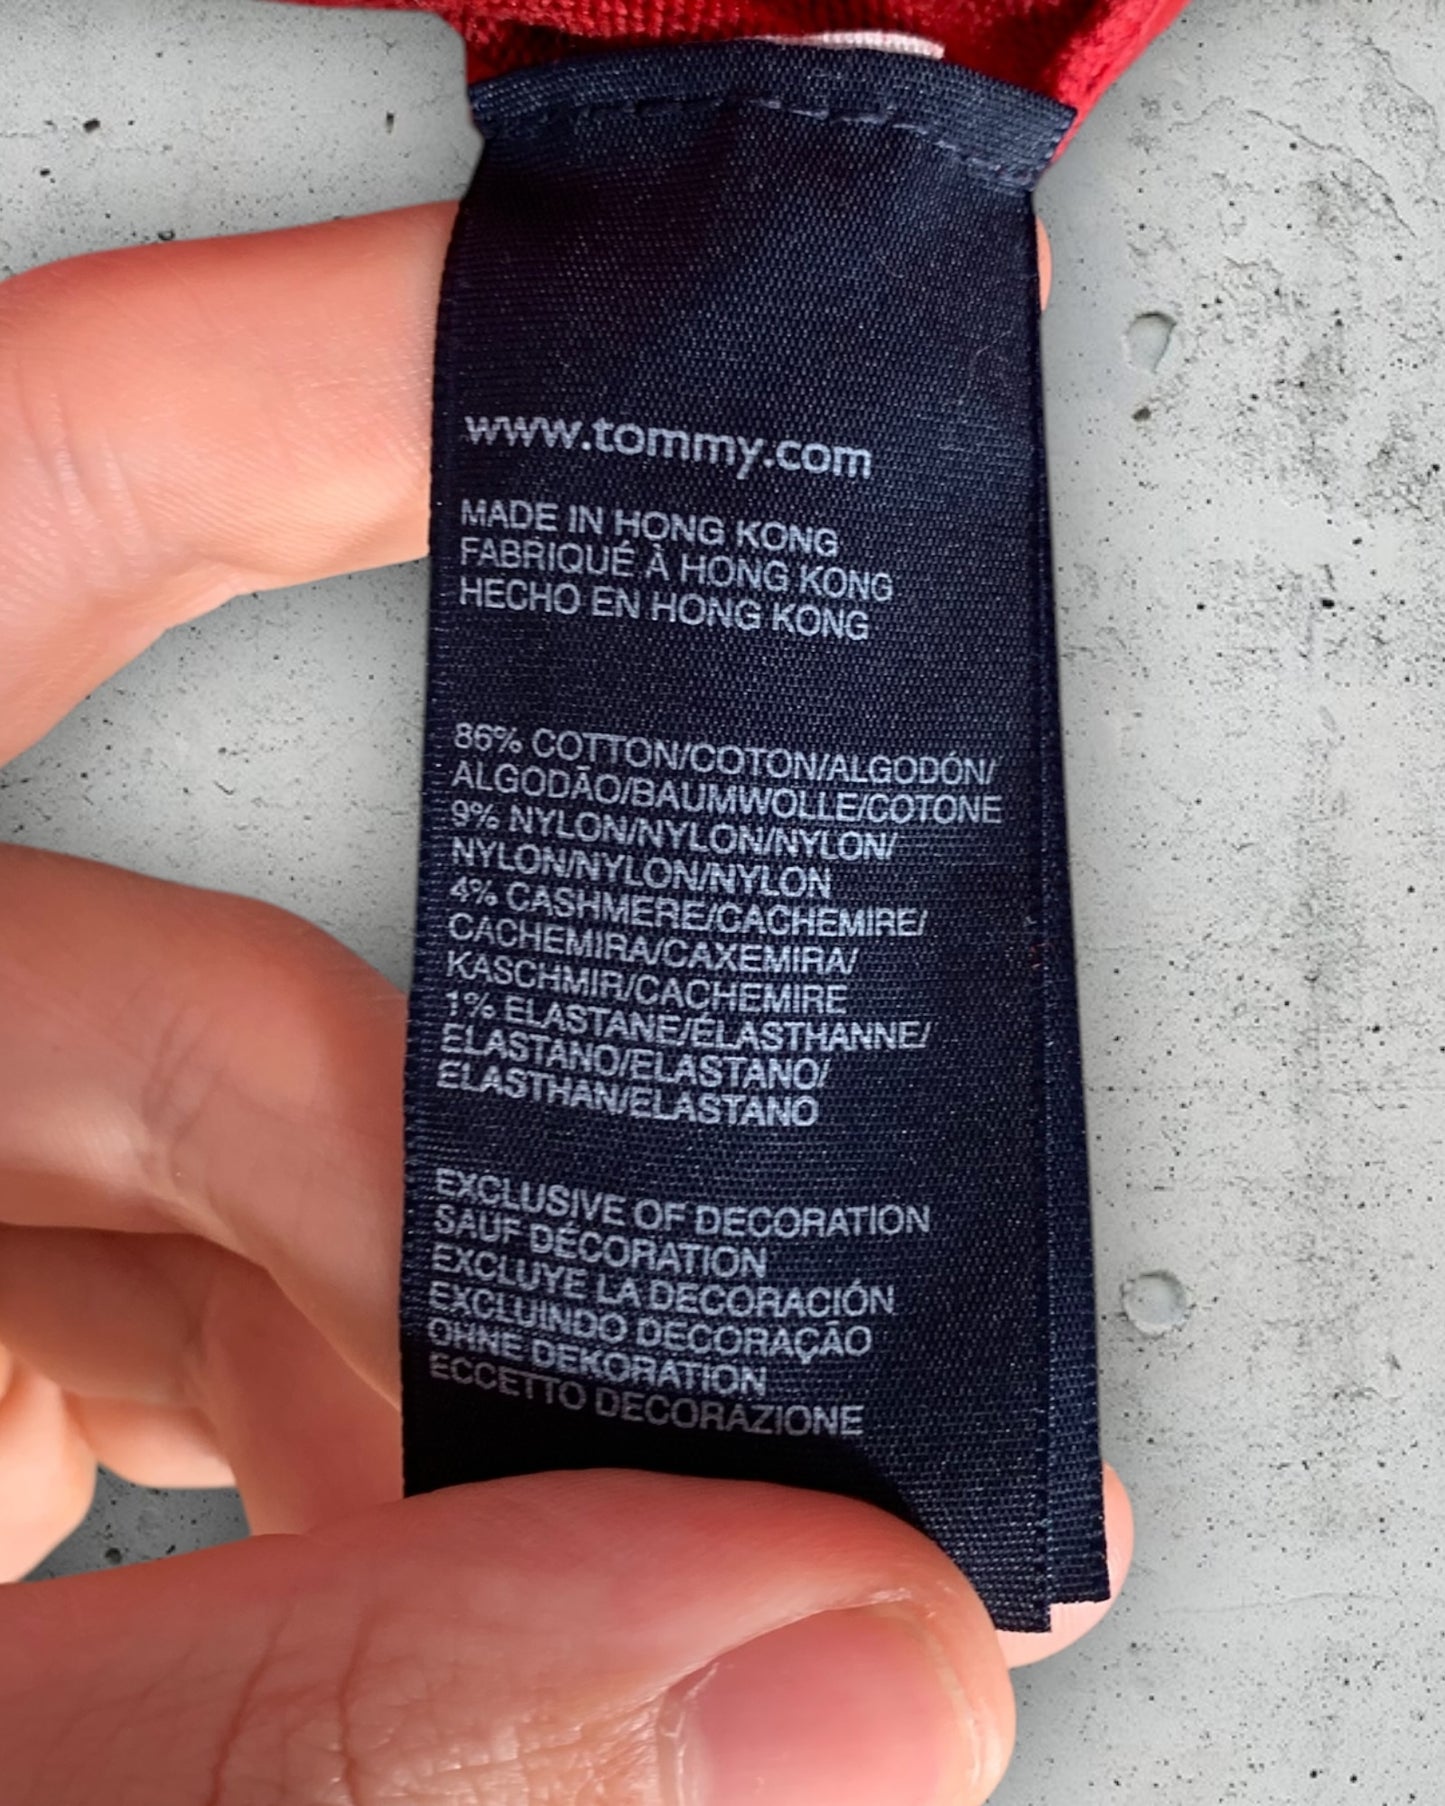 www.tommy.com
MADE IN HONG KONG
FABRIQUÉ À HONG KONG
HECHO EN HONG KONG
86% COTTON/COTON/ALGODÓN/
ALGODÃO/BAUMWOLLE/COTONE
9% NYLON/NYLON/NYLON/
NYLON/NYLON/NYLON
4% CASHMERE/CACHEMIRE/
CACHEMIRA/CAXEMIRA/
KASCHMIR/CACHEMIRE
1% ELASTANE/ÉLASTHANNE/
ELASTANO/ELASTANO/
ELASTHAN/ELASTANO
EXCLUSIVE OF DECORATION
SAUF DÉCORATION
EXCLUYE LA DECORACIÓN
EXCLUINDO DECORAÇÃO
OHNE DEKORATION
ECCETTO DECORAZIONE